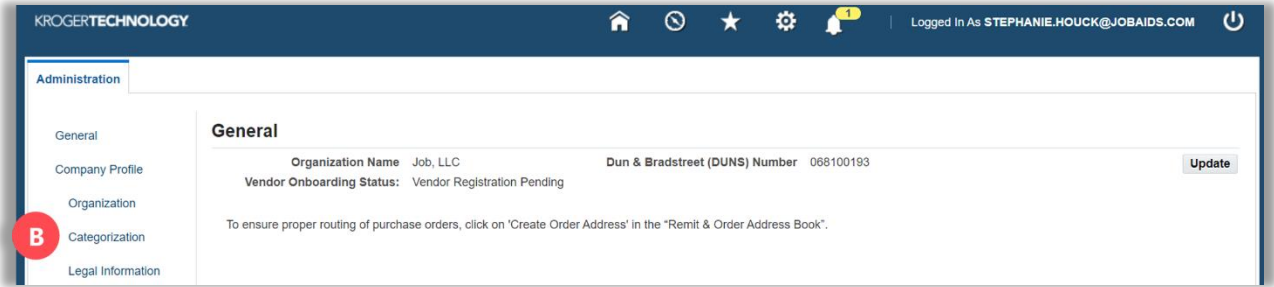 KROGERTECHNOLOGY.
1
Logged In As STEPHANIE.HOUCK@JOBAIDS.COM
Administration
General
Company Profile
Organization
B
Categorization
Legal Information
General
Organization Name Job, LLC Dun & Bradstreet (DUNS) Number 068100193 Update
Vendor Onboarding Status: Vendor Registration Pending
To ensure proper routing of purchase orders, click on 'Create Order Address' in the "Remit & Order Address Book".